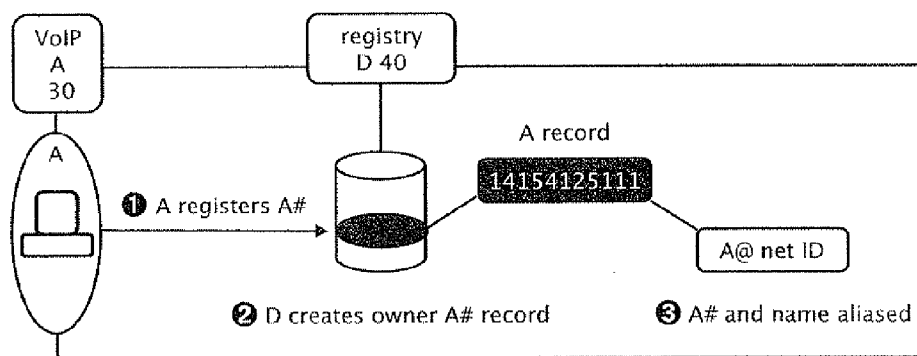 VoIP
A
30
registry
D 40
A record
A
14154125111
❶ A registers A#
A@ net ID
❷ D creates owner A# record
❸ A# and name aliased